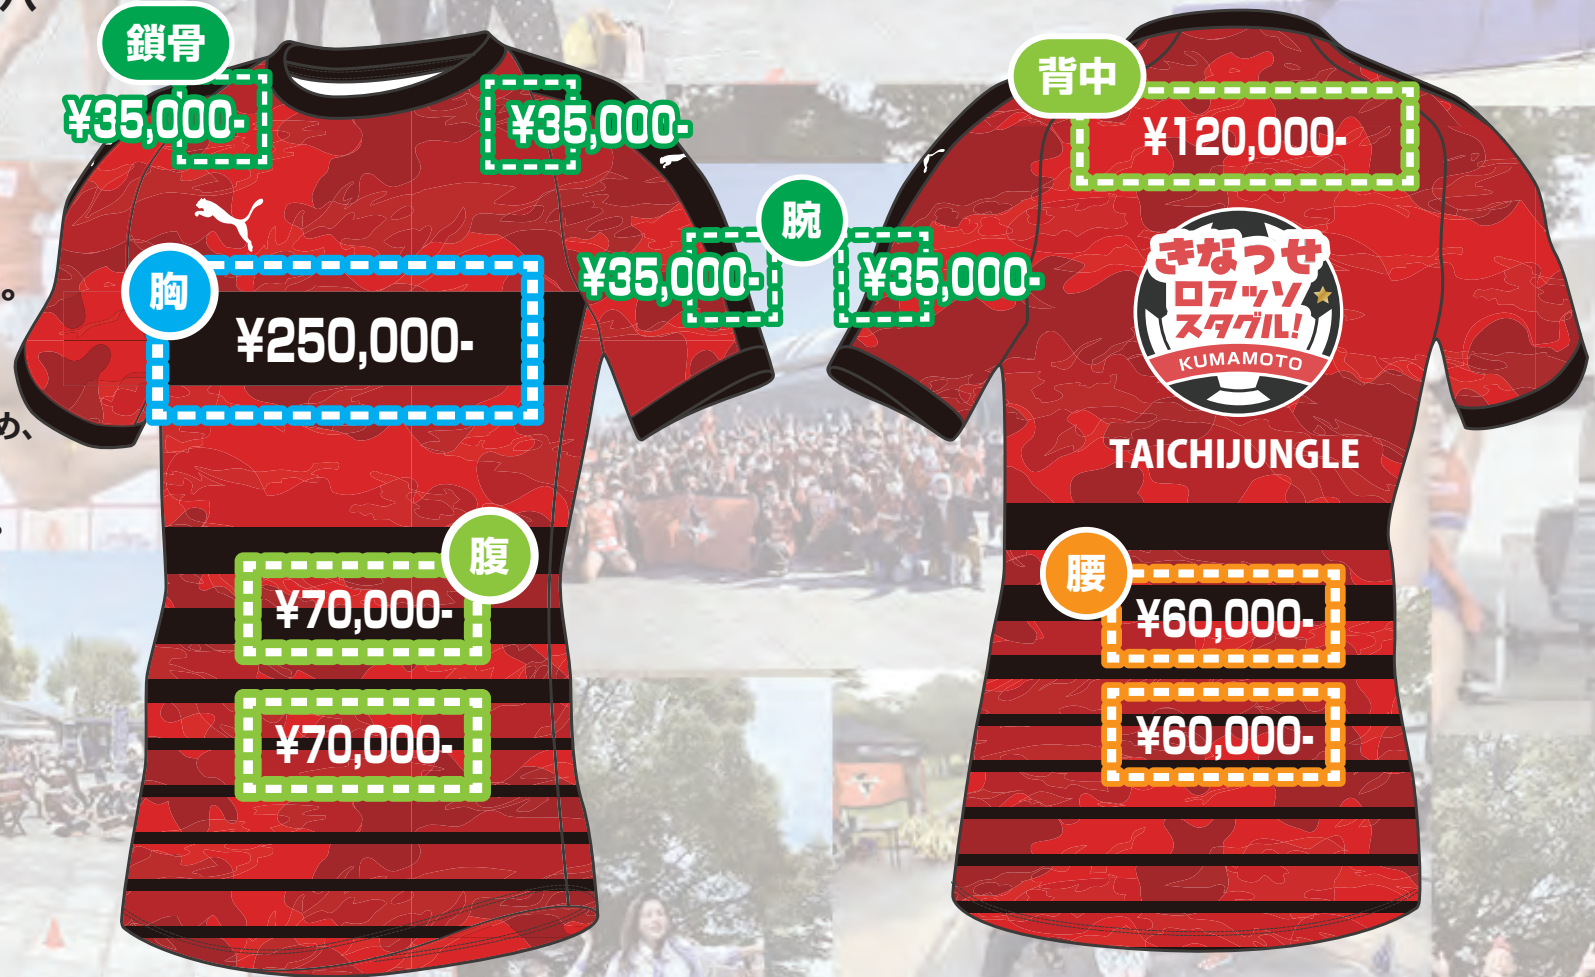 鎖骨
¥35,000-
¥35,000-
胸
¥250,000-
腕
¥35,000-
¥35,000-
腹
¥70,000-
¥70,000-
背中
¥120,000-
きなっせ
ロアッソ
スタグル!
KUMAMOTO
TAICHIJUNGLE
腰
¥60,000-
¥60,000-
。
め、